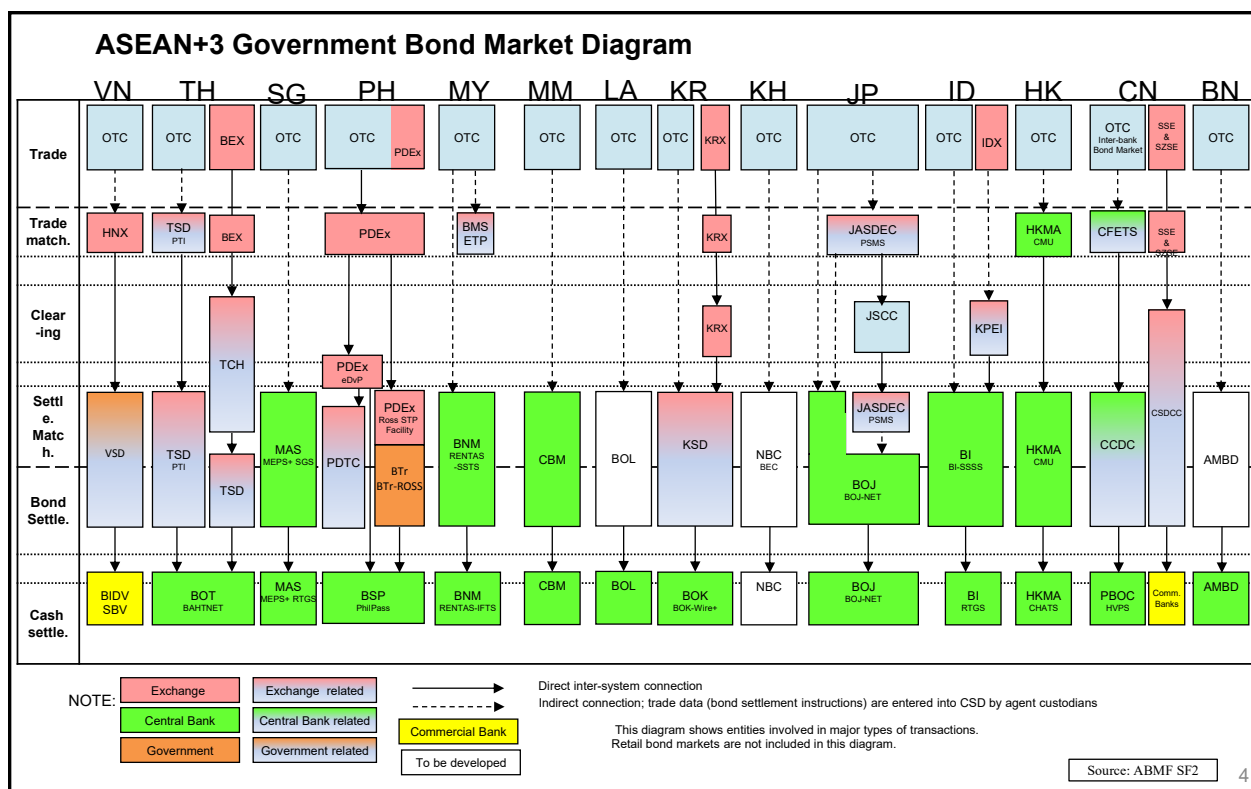 ASEAN+3 Government Bond Market Diagram
VN TH SG PH MY MM LA KR KH JP ID HK CN BN
Trade
OTC
OTC
BEX
OTC
OTC
PDEx
OTC
OTC
OTC
OTC
KRX
OTC
OTC
OTC
IDX
OTC
OTC
Inter-bank
Bond Market
SSE
&
SZSE
OTC
Trade
match.
HNX
TSD
PTI
BEX
PDEx
BMS
ETP
KRX
JASDEC
PSMS
HKMA
CMU
CFETS
SSE
&
SZSE
Clear
-ing
TCH
PDEx
eDvP
KRX
JSCC
KPEI
CSDCC
Settl
e.
Matc
h.
Bond
Settle.
VSD
TSD
PTI
TSD
MAS
MEPS+ SGS
PDTC
PDEx
Ross STP
Facility
BTr
BTr-ROSS
BNM
RENTAS
-SSTS
CBM
BOL
KSD
NBC
BEC
JASDEC
PSMS
BOJ
BOJ-NET
BI
BI-SSSS
HKMA
CMU
CCDC
AMBD
Cash
settle.
BIDV
SBV
BOT
BAHTNET
MAS
MEPS+ RTGS
BSP
PhilPass
BNM
RENTAS-IFTS
CBM
BOL
BOK
BOK-Wire+
NBC
BOJ
BOJ-NET
BI
RTGS
HKMA
CHATS
PBOC
HVPS
Comm.
Banks
AMBD
NOTE:
Exchange
Exchange related
Central Bank
Central Bank related
Government
Government related
Direct inter-system connection
Indirect connection; trade data (bond settlement instructions) are entered into CSD by agent custodians
Commercial Bank
To be developed
This diagram shows entities involved in major types of transactions.
Retail bond markets are not included in this diagram.
Source: ABMF SF2
4